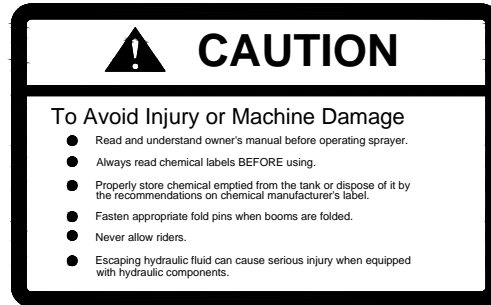 CAUTION
To Avoid Injury or Machine Damage
● Read and understand owner's manual before operating sprayer.
● Always read chemical labels BEFORE using.
● Properly store chemical emptied from the tank or dispose of it by
the recommendations on chemical manufacturer's label.
● Fasten appropriate fold pins when booms are folded.
● Never allow riders.
● Escaping hydraulic fluid can cause serious injury when equipped
with hydraulic components.